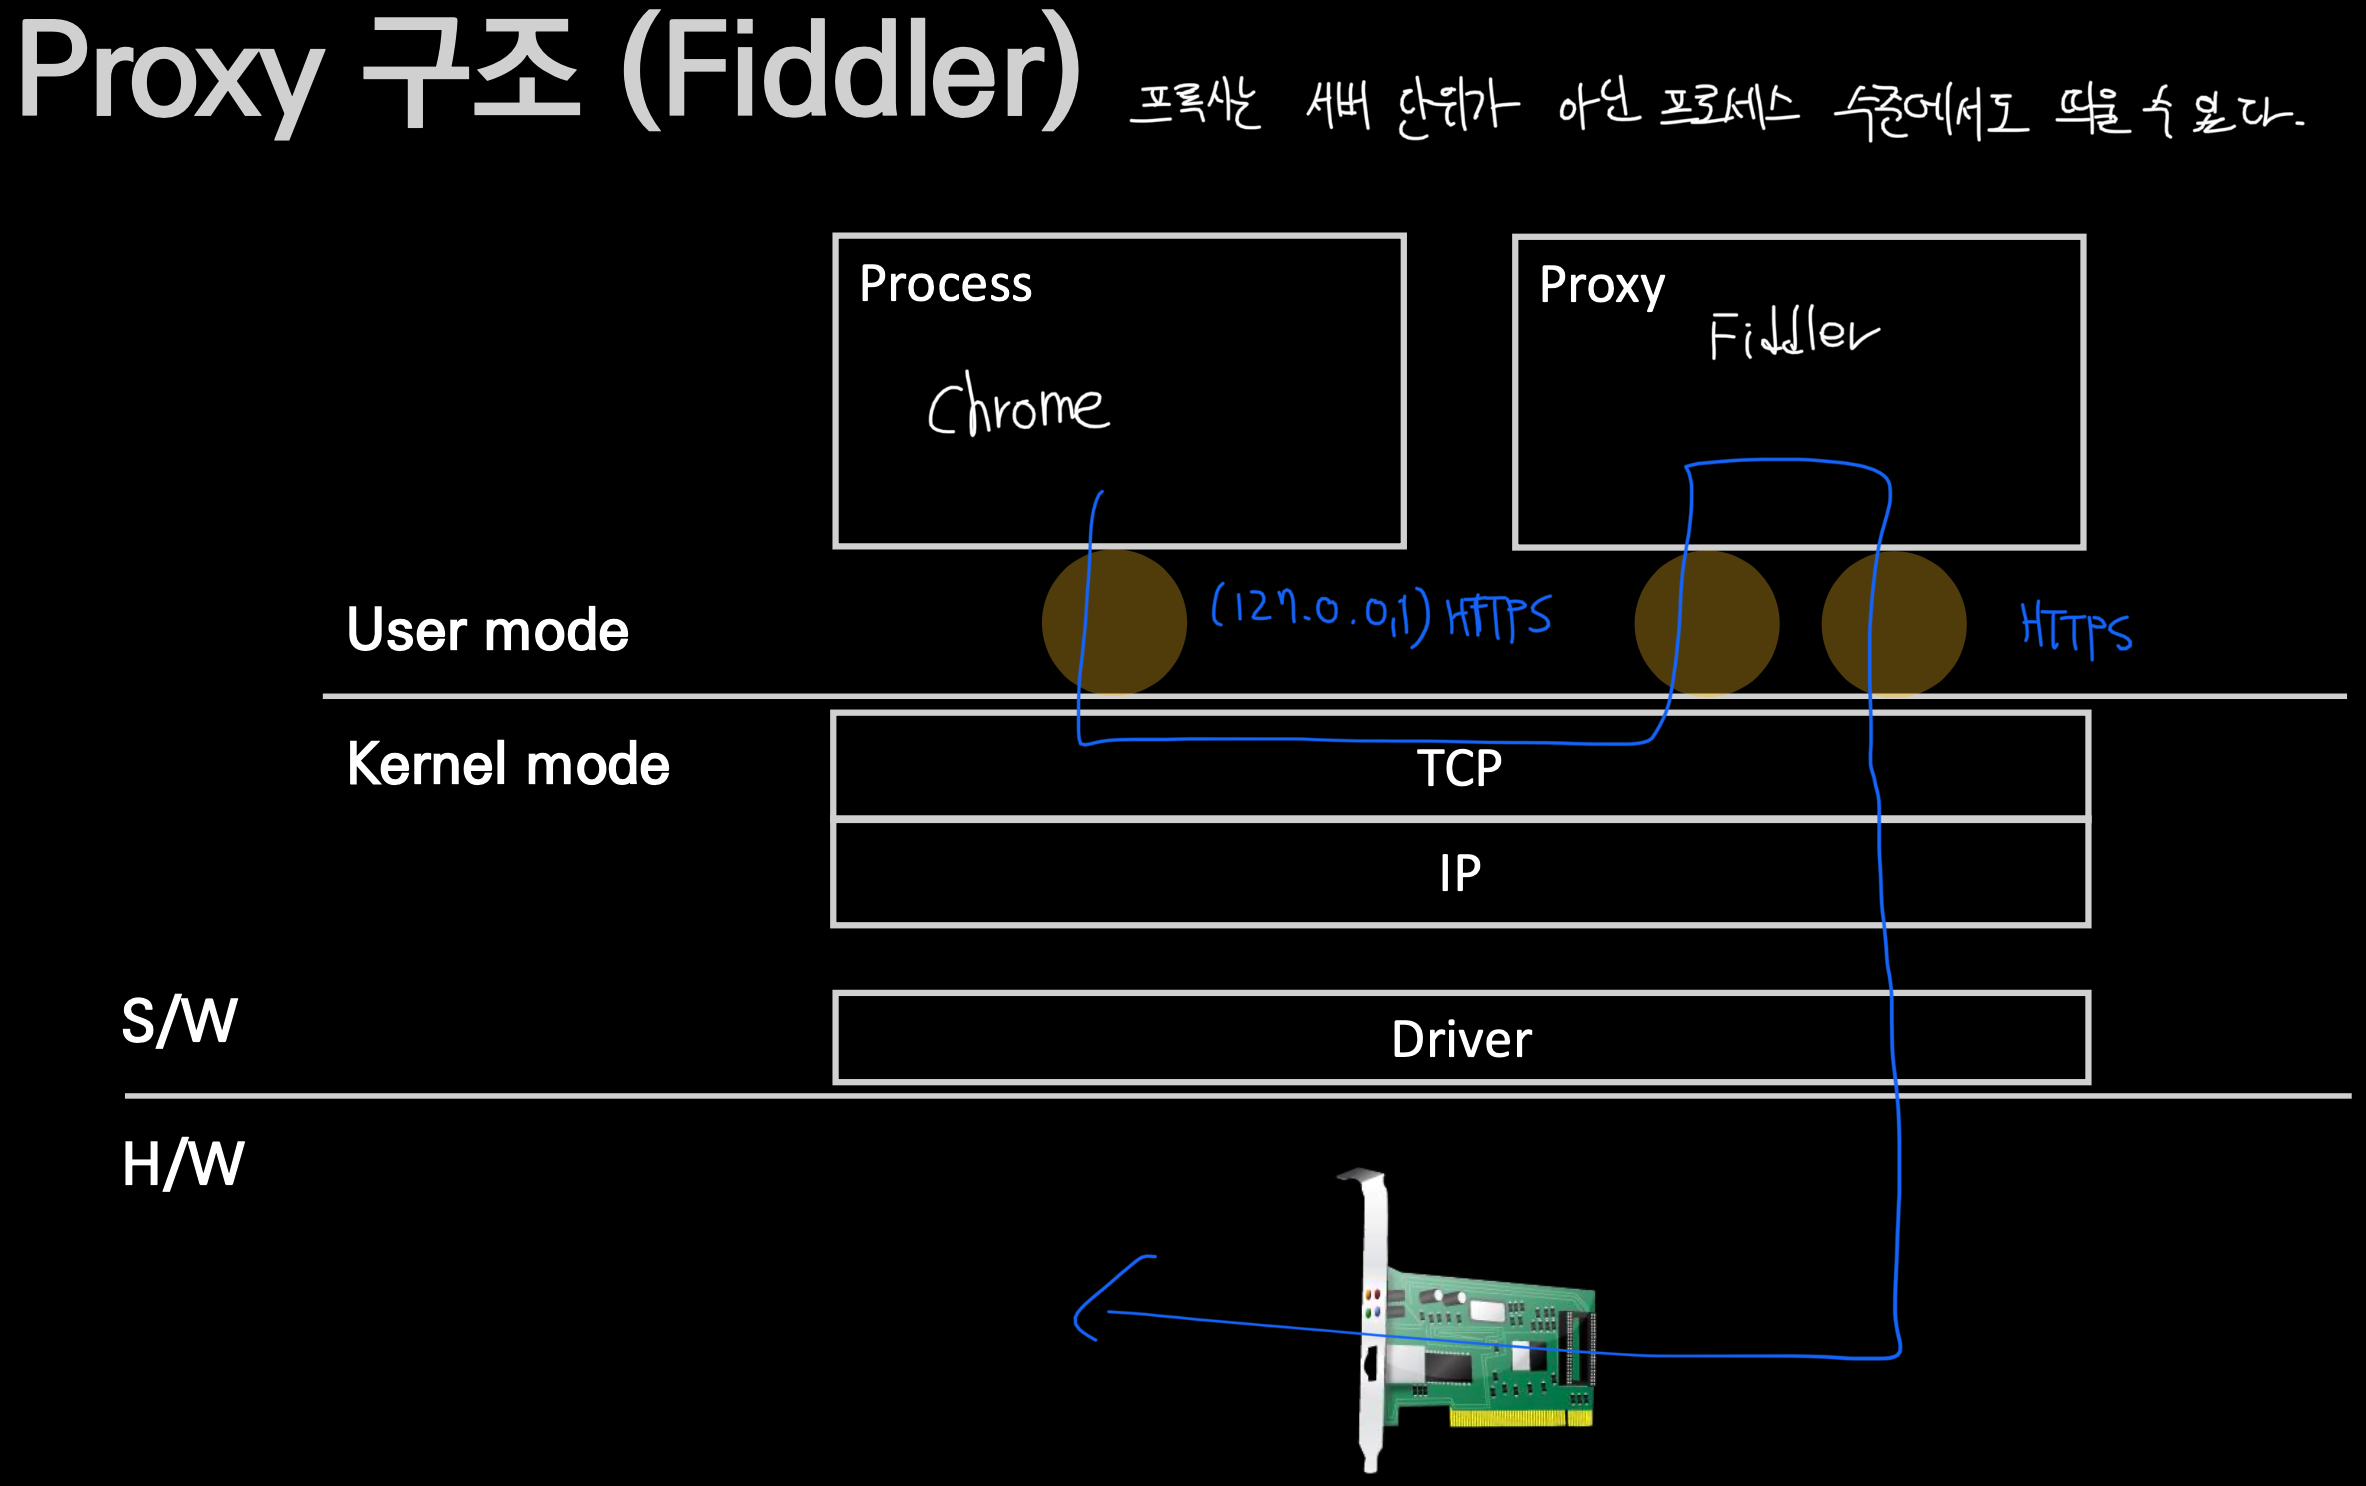 Proxy 구조 (Fiddler)
프록시는 서버 단위가 아닌 프로세스 수준에서도 띄울 수 있다.
Process
Chrome
Proxy
Fiddler
User mode
(127.0.0.1) HTTPS
HTTPS
Kernel mode
TCP
IP
S/W
Driver
H/W